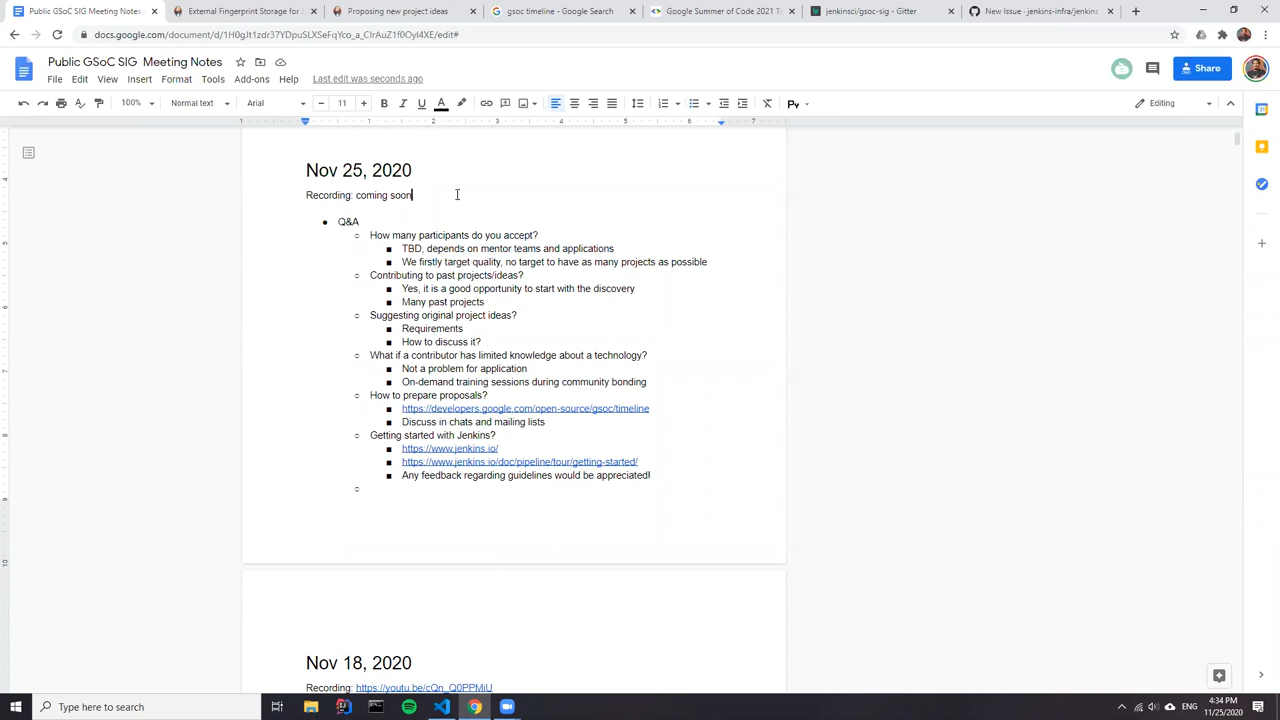 Public GSoC SIG Meeting Notes -
External Fingerprint Storage for
Proposing new project ideas
gsoc timeline - Google Search
Google Summer of Code 2021 Ti
jenkinsci/gsoc-sig - Gitter
New Issue · jenkins-infra/jenkins
Public GSoC SIG Meeting Notes
File Edit View Insert Format Tools Add-ons Help Last edit was seconds ago
Share
100% Normal text Arial 11 Editing
Nov 25, 2020
Recording: coming soon
● Q&A
○ How many participants do you accept?
■ TBD, depends on mentor teams and applications
■ We firstly target quality, no target to have as many projects as possible
○ Contributing to past projects/ideas?
■ Yes, it is a good opportunity to start with the discovery
■ Many past projects
○ Suggesting original project ideas?
■ Requirements
■ How to discuss it?
○ What if a contributor has limited knowledge about a technology?
■ Not a problem for application
■ On-demand training sessions during community bonding
○ How to prepare proposals?
■ https://developers.google.com/open-source/gsoc/timeline
■ Discuss in chats and mailing lists
○ Getting started with Jenkins?
■ https://www.jenkins.io/
■ https://www.jenkins.io/doc/pipeline/tour/getting-started/
■ Any feedback regarding guidelines would be appreciated!
○
Nov 18, 2020
Recording: https://youtu.be/cQn_Q0PPMiU
Type here to search
ENG
4:34 PM
11/25/2020